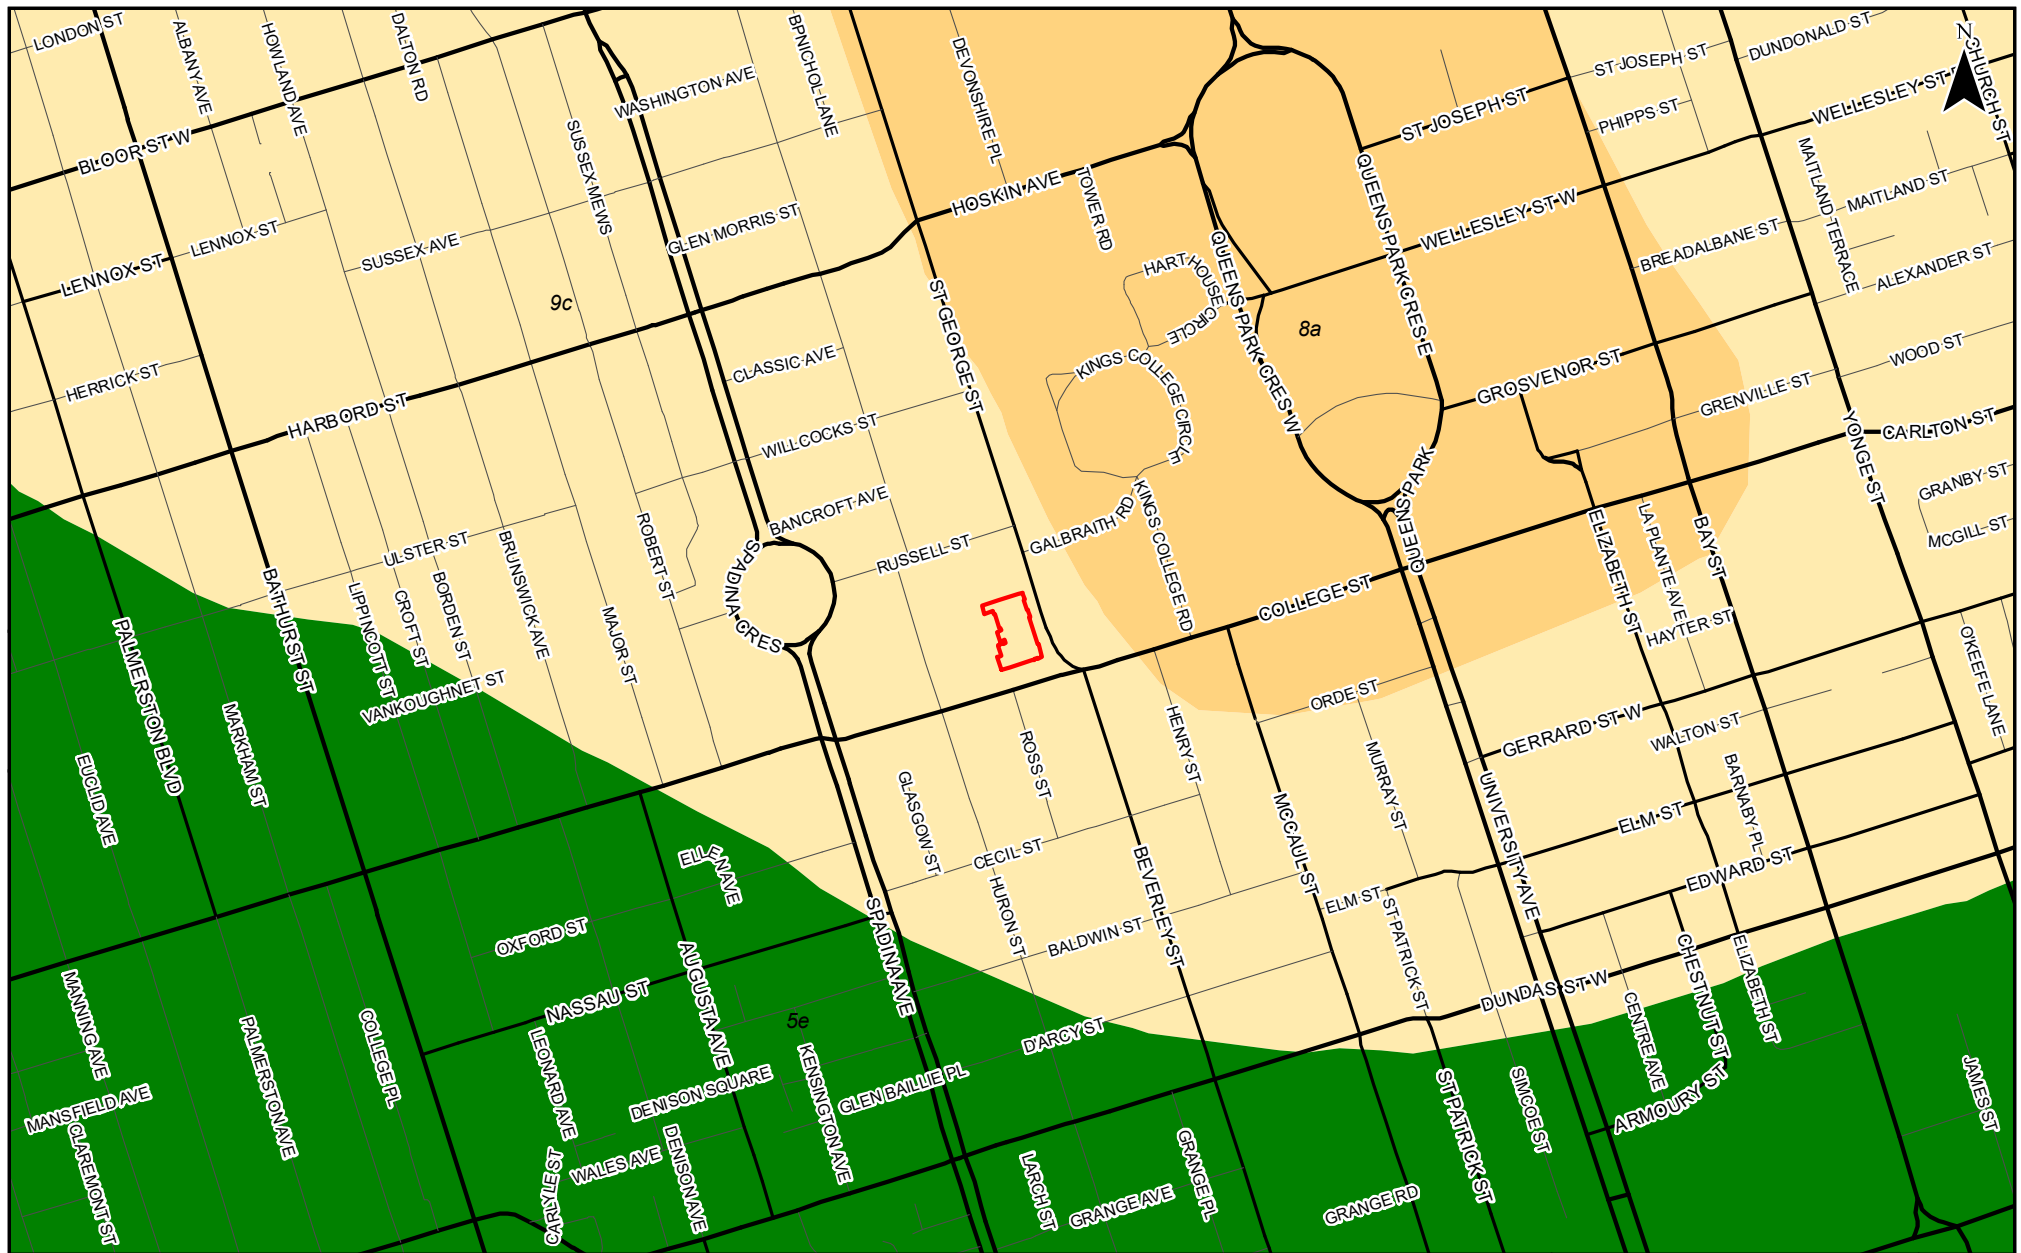 LONDON ST
ALBANY AVE
HOWLAND AVE
DALTON RD
BPNICHOL LANE
DEVONSHIRE PL
ST JOSEPH ST
DUNDONALD ST
N
CHURCH ST
WASHINGTON AVE
BLOOR ST W
SUSSEX MEWS
ST JOSEPH ST
PHIPPS ST
WELLESLEY ST
HOSKIN AVE
TOWER RD
QUEENS PARK CRES E
WELLESLEY ST W
MAITLAND TERRACE
MAITLAND ST
LENNOX ST
LENNOX ST
SUSSEX AVE
GLEN MORRIS ST
HART HOUSE CIRCLE
QUEENS PARK CRES W
BREADALBANE ST
ALEXANDER ST
9c
8a
ST GEORGE ST
HERRICK ST
HARBORD ST
CLASSIC AVE
KINGS COLLEGE CIRCLE
GROSVENOR ST
GRENVILLE ST
WOOD ST
WILLCOCKS ST
YONGE ST
CARLTON ST
QUEENS PARK
GRANBY ST
BANCROFT AVE
MCGILL ST
ULSTER ST
BRUNSWICK AVE
ROBERT ST
SPADINA CRES
RUSSELL ST
GALBRAITH RD
KINGS COLLEGE RD
ELIZABETH ST
LA PLANTE AVE
BAY ST
BATHURST ST
LIPPINCOTT ST
CROFT ST
BORDEN ST
MAJOR ST
COLLEGE ST
HAYTER ST
PALMERSTON BLVD
VANKOUGHNET ST
ORDE ST
O'KEEFE LANE
MARKHAM ST
EUCLID AVE
GLASGOW ST
ROSS ST
HENRY ST
MURRAY ST
GERRARD ST W
WALTON ST
BARNABY PL
MCCAUL ST
UNIVERSITY AVE
ELM ST
ELLEN AVE
CECIL ST
BEVERLEY ST
EDWARD ST
OXFORD ST
SPADINA AVE
HURON ST
BALDWIN ST
ELM ST
ST PATRICK ST
AUGUSTA AVE
NASSAU ST
DUNDAS ST W
CHESTNUT ST
ELIZABETH ST
MANNING AVE
PALMERSTON AVE
COLLEGE PL
5e
D'ARCY ST
CENTRE AVE
LEONARD AVE
KENSINGTON AVE
DENISON SQUARE
GLEN BAILLIE PL
ST PATRICK ST
SIMCOE ST
ARMOURY ST
JAMES ST
MANSFIELD AVE
CLAREMONT ST
CARLYLE ST
WALES AVE
DENISON AVE
LARCH ST
GRANGE AVE
GRANGE PL
GRANGE RD